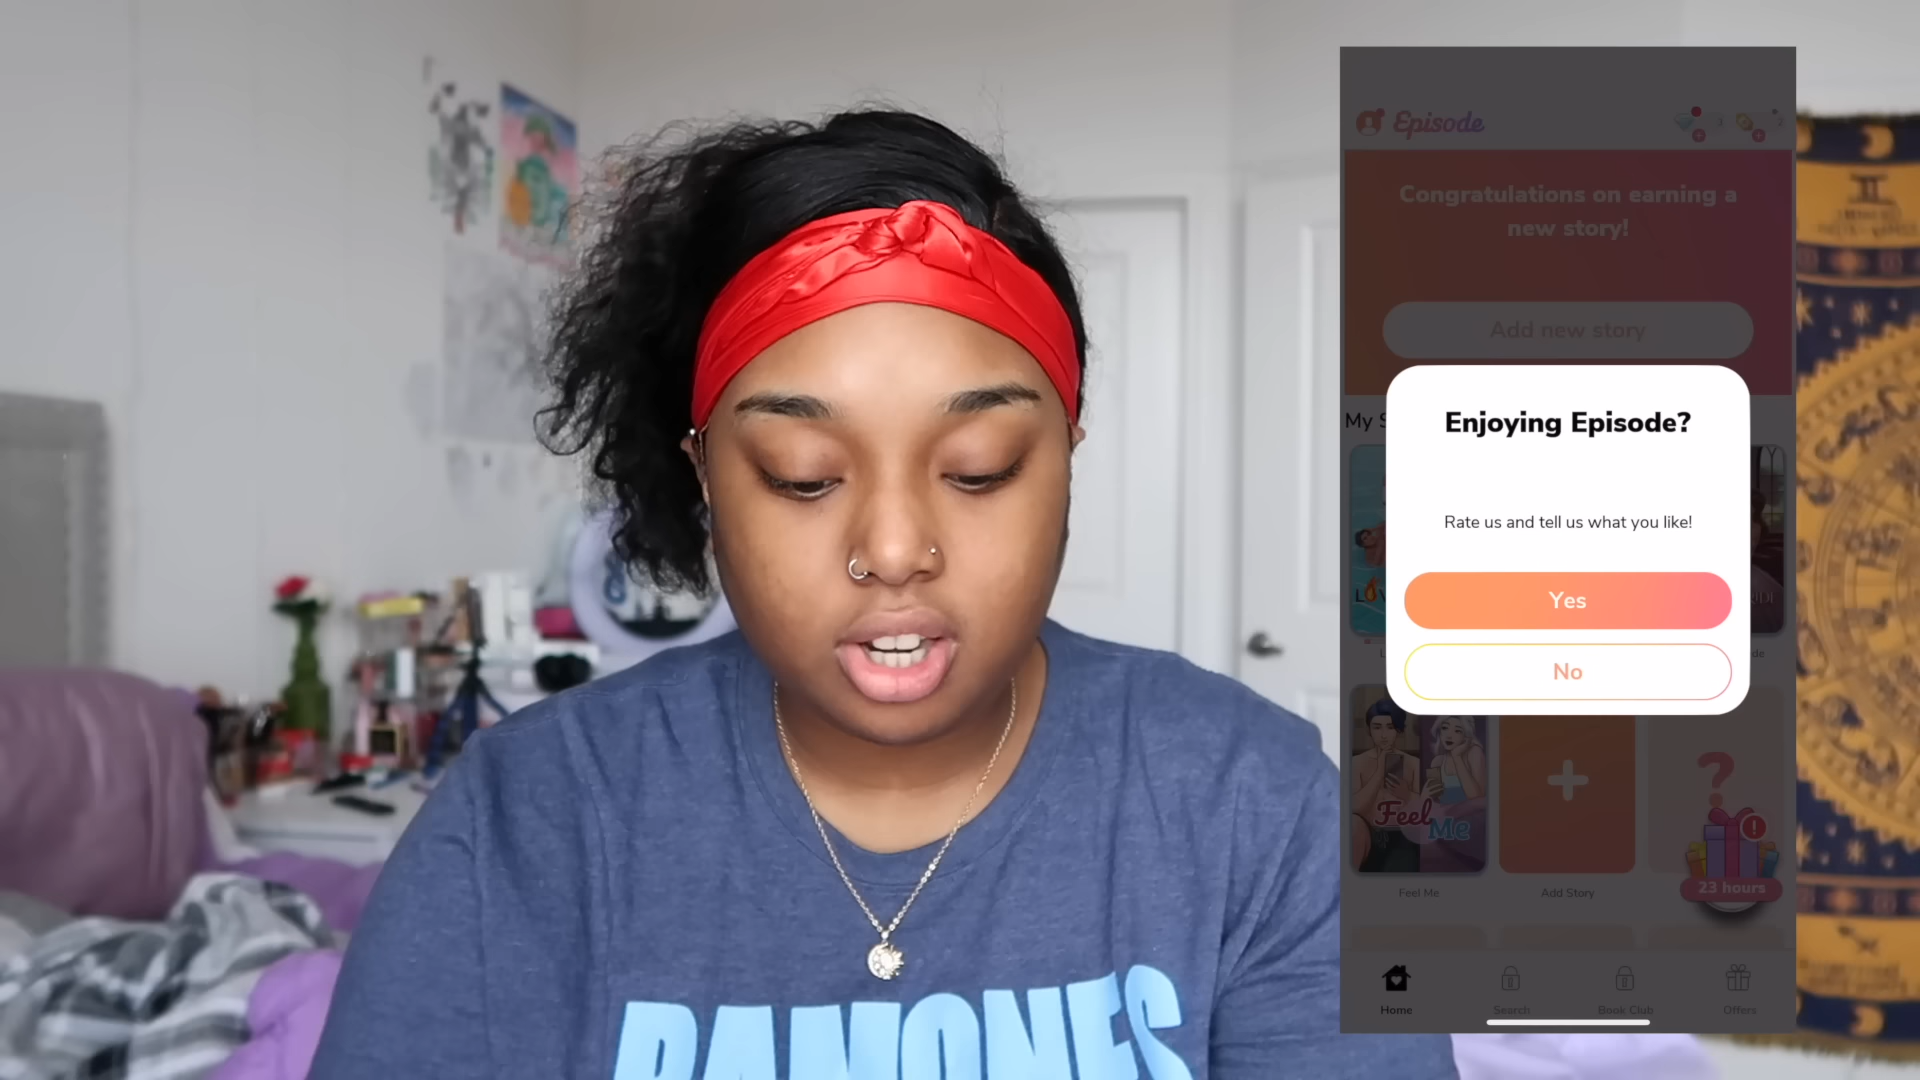 Episode
Congratulations on earning a
new story!
Add new story
My S
Enjoying Episode?
Rate us and tell us what you like!
Yes
No
Feel
Me
23 hours
Feel Me
Add Story
Home
Search
Book Club
Offers
RAMONES